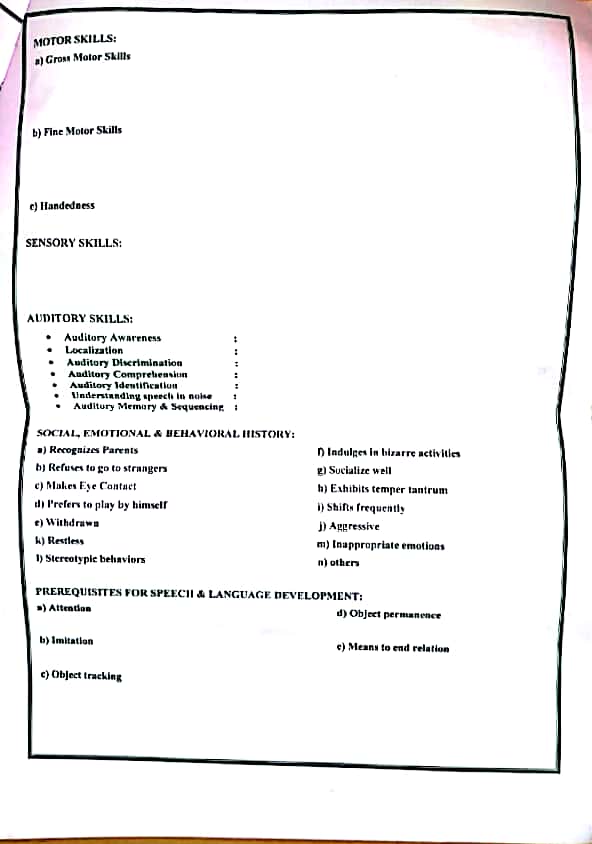 MOTOR SKILLS:
a) Gross Motor Skills
b) Fine Motor Skills
c) Handedness
SENSORY SKILLS:
AUDITORY SKILLS:
• Auditory Awareness :
• Localization :
• Auditory Discrimination :
• Auditory Comprehension :
• Auditory Identification :
• Understanding speech in noise :
• Auditory Memory & Sequencing :
SOCIAL, EMOTIONAL & BEHAVIORAL HISTORY:
a) Recognizes Parents
b) Refuses to go to strangers
c) Makes Eye Contact
d) Prefers to play by himself
e) Withdrawn
k) Restless
l) Stereotypic behaviors
f) Indulges in bizarre activities
g) Socialize well
h) Exhibits temper tantrum
i) Shifts frequently
j) Aggressive
m) Inappropriate emotions
n) others
PREREQUISITES FOR SPEECH & LANGUAGE DEVELOPMENT:
a) Attention
b) Imitation
c) Object tracking
d) Object permanence
e) Means to end relation